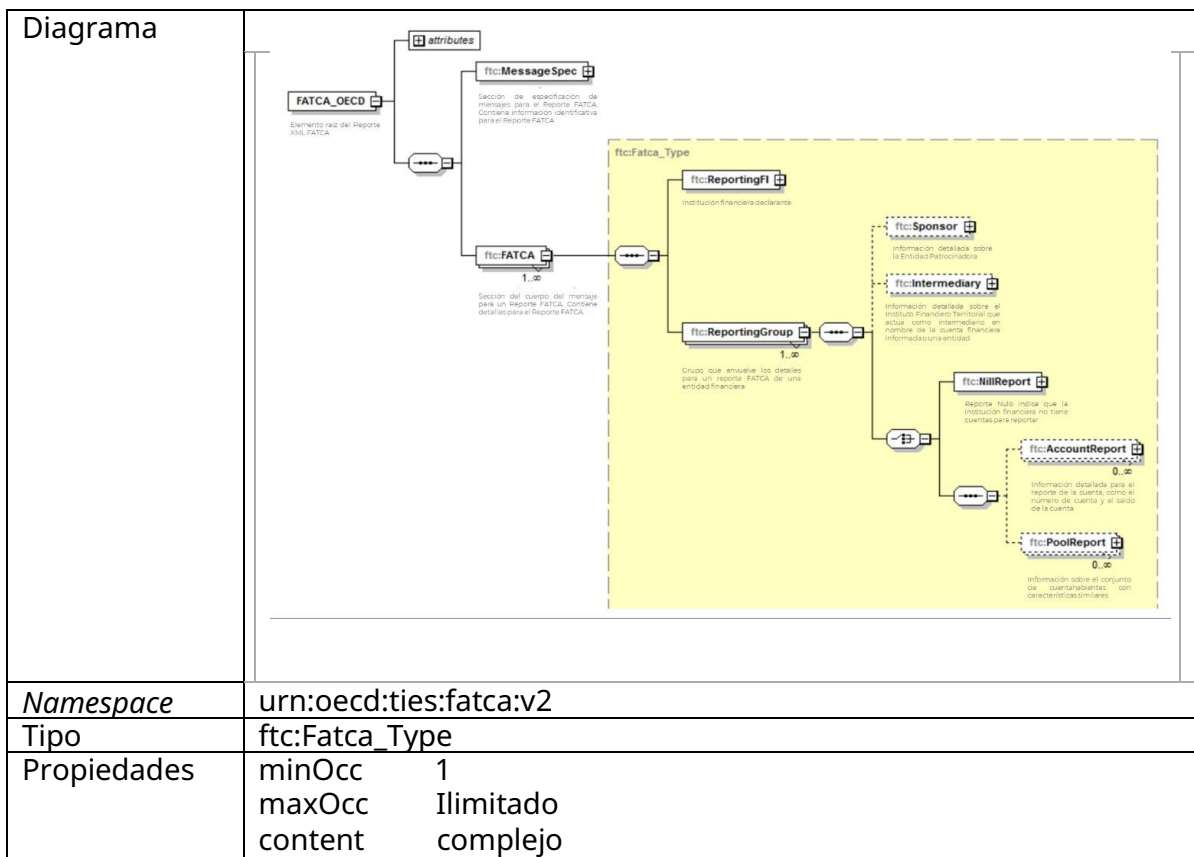 Diagrama
attributes
ftc:MessageSpec
Sección de especificación de
mensajes para el Reporte FATCA.
Contiene información identificativa
para el Reporte FATCA
FATCA_OECD
Elemento raíz del Reporte
XML FATCA
ftc:Fatca_Type
ftc:ReportingFI
Institución financiera declarante
ftc:Sponsor
Información detallada sobre
la Entidad Patrocinadora
ftc:FATCA
1..∞
Sección del cuerpo del mensaje
para un Reporte FATCA. Contiene
detalles para el Reporte FATCA.
ftc:Intermediary
Información detallada sobre el
Instituto Financiero Territorial que
actúa como intermediario en
nombre de la cuenta financiera
informada o una entidad
ftc:ReportingGroup
1..∞
Grupo que envuelve los detalles
para un reporte FATCA de una
entidad financiera
ftc:NillReport
Reporte Nulo indica que la
institución financiera no tiene
cuentas para reportar
ftc:AccountReport
0..∞
Información detallada para el
reporte de la cuenta, como el
número de cuenta y el saldo
de la cuenta
ftc:PoolReport
0..∞
Información sobre el conjunto
de cuentahabientes con
características similares
Namespace urn:oecd:ties:fatca:v2
Tipo ftc:Fatca_Type
Propiedades minOcc 1
maxOcc Ilimitado
content complejo